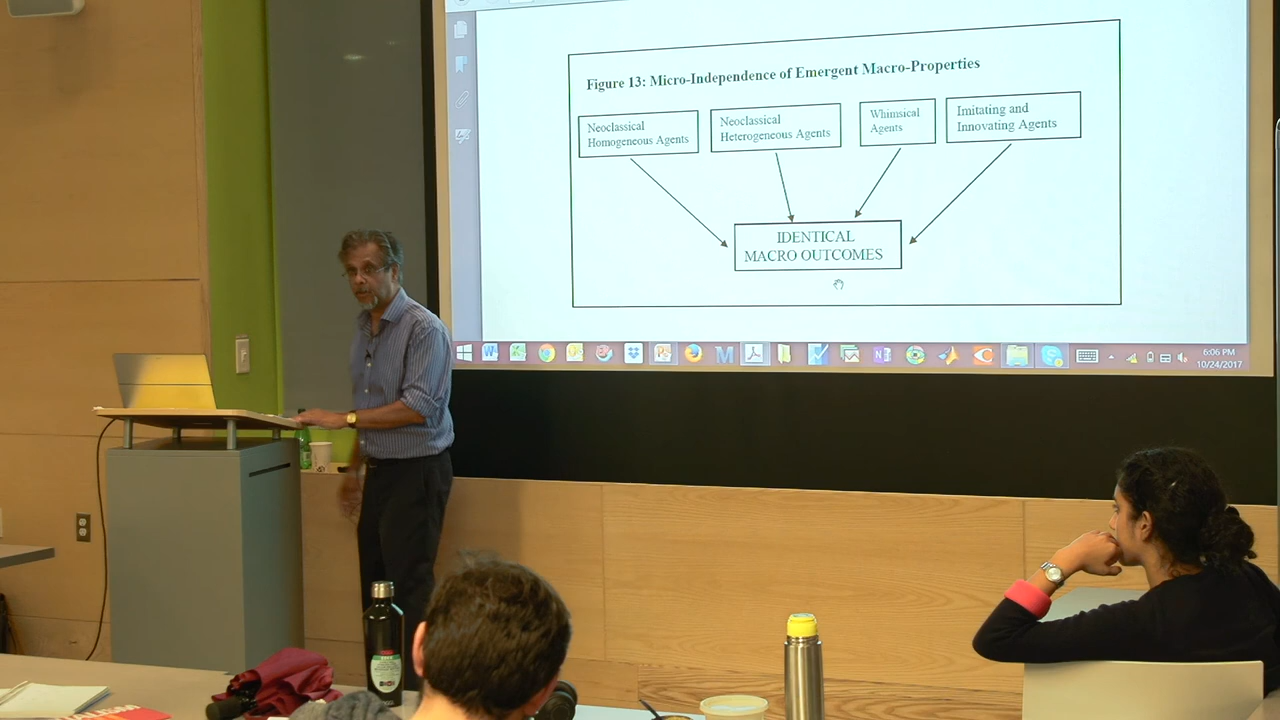 Figure 13: Micro-Independence of Emergent Macro-Properties
Neoclassical
Homogeneous Agents
Neoclassical
Heterogeneous Agents
Whimsical
Agents
Imitating and
Innovating Agents
IDENTICAL
MACRO OUTCOMES
6:06 PM
10/24/2017